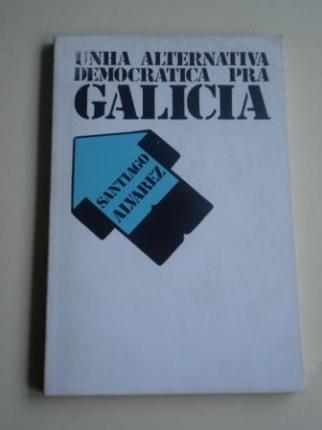 UNHA ALTERNATIVA
DEMOCRATICA PRA
GALICIA
SANTIAGO
ALVAREZ